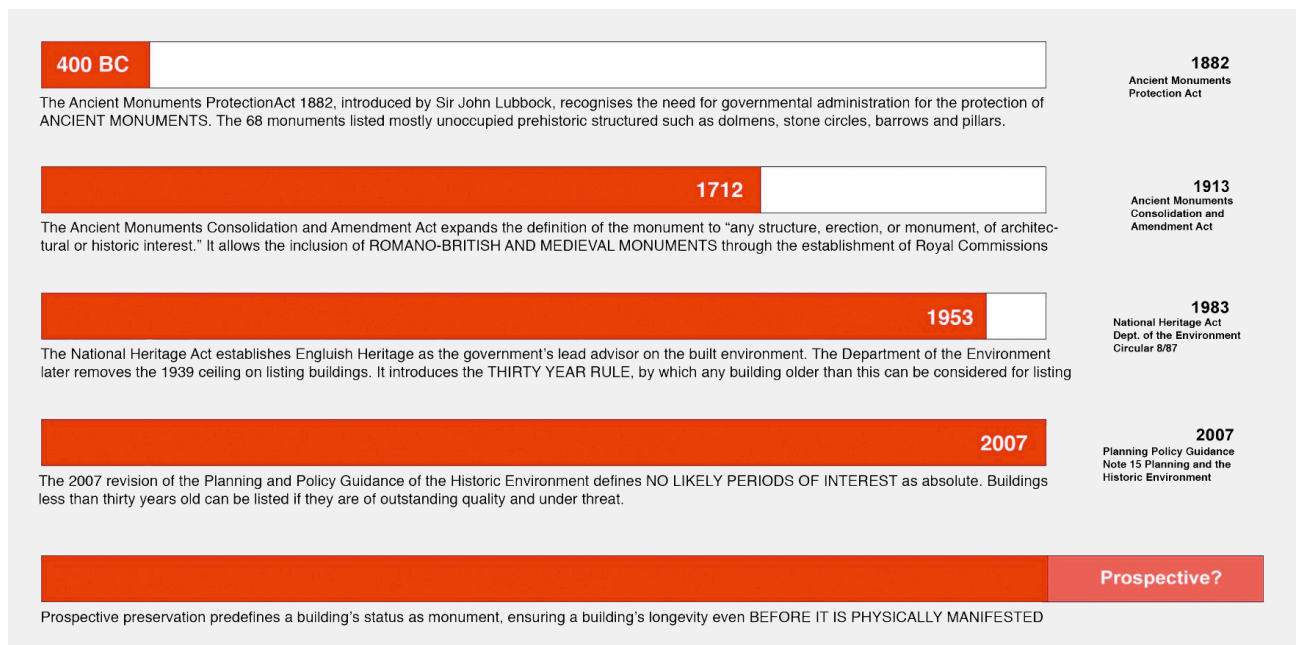 400 BC
1882
Ancient Monuments
Protection Act
The Ancient Monuments ProtectionAct 1882, introduced by Sir John Lubbock, recognises the need for governmental administration for the protection of
ANCIENT MONUMENTS. The 68 monuments listed mostly unoccupied prehistoric structured such as dolmens, stone circles, barrows and pillars.
1712
1913
Ancient Monuments
Consolidation and
Amendment Act
The Ancient Monuments Consolidation and Amendment Act expands the definition of the monument to “any structure, erection, or monument, of architec-
tural or historic interest.” It allows the inclusion of ROMANO-BRITISH AND MEDIEVAL MONUMENTS through the establishment of Royal Commissions
1953
1983
National Heritage Act
Dept. of the Environment
Circular 8/87
The National Heritage Act establishes Engluish Heritage as the government’s lead advisor on the built environment. The Department of the Environment
later removes the 1939 ceiling on listing buildings. It introduces the THIRTY YEAR RULE, by which any building older than this can be considered for listing
2007
2007
Planning Policy Guidance
Note 15 Planning and the
Historic Environment
The 2007 revision of the Planning and Policy Guidance of the Historic Environment defines NO LIKELY PERIODS OF INTEREST as absolute. Buildings
less than thirty years old can be listed if they are of outstanding quality and under threat.
Prospective?
Prospective preservation predefines a building’s status as monument, ensuring a building’s longevity even BEFORE IT IS PHYSICALLY MANIFESTED